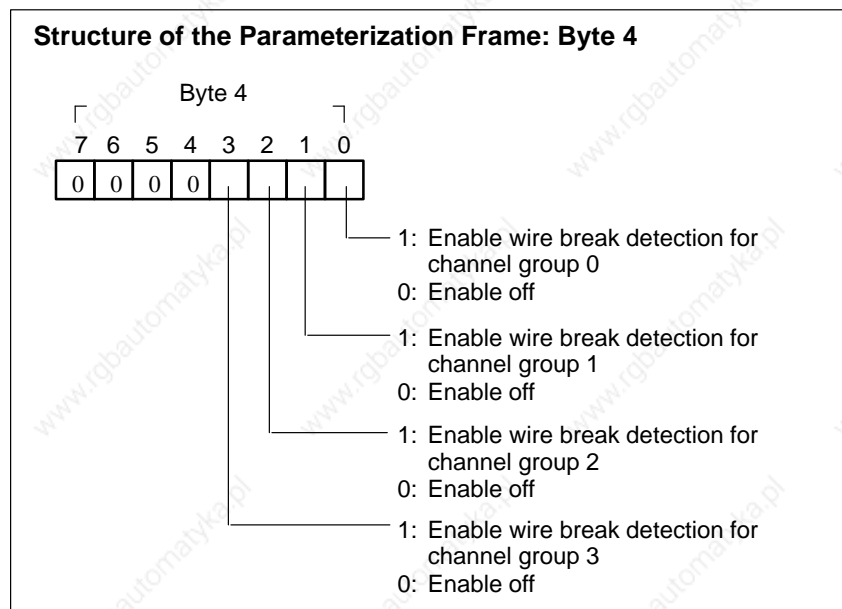 Structure of the Parameterization Frame: Byte 4
Byte 4
7 6 5 4 3 2 1 0
0 0 0 0
1: Enable wire break detection for
channel group 0
0: Enable off
1: Enable wire break detection for
channel group 1
0: Enable off
1: Enable wire break detection for
channel group 2
0: Enable off
1: Enable wire break detection for
channel group 3
0: Enable off
www.rgbautomatyka.pl